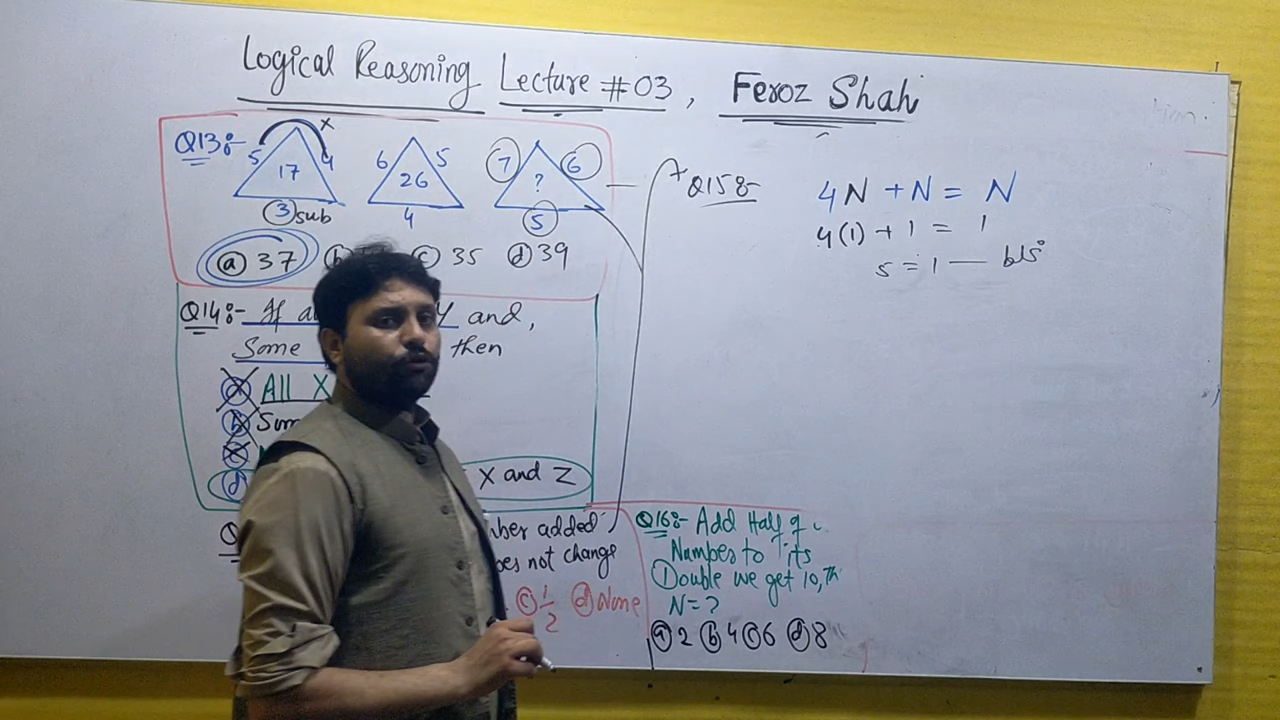 Logical Reasoning Lecture #03, Feroz Shah
Q13:-
5 17 4 x
3 sub
6 26 5
4
7 ? 6
5
(a) 37 (b) (c) 35 (d) 39
Q14:- If and,
Some then
(a) All X
(b) Som
(c)
(d) X and Z
Q mber added
oes not change
(c) 1/2 (d) None
Q15:-
4N + N = N
4(1) + 1 = 1
5 = 1 —
Q16:- Add Half of
Number to its
Double we get 10, Th
N = ?
(a) 2 (b) 4 (c) 6 (d) 8